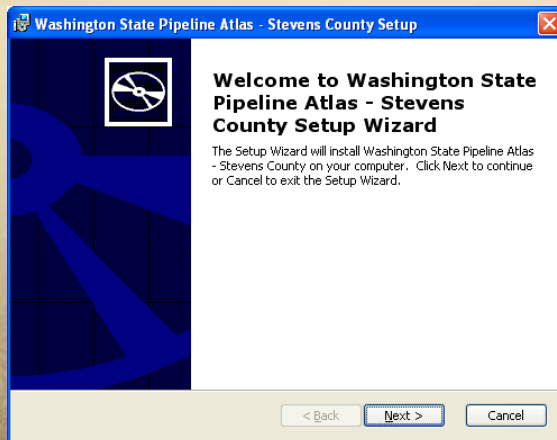 Washington State Pipeline Atlas - Stevens County Setup
Welcome to Washington State
Pipeline Atlas - Stevens
County Setup Wizard
The Setup Wizard will install Washington State Pipeline Atlas
- Stevens County on your computer. Click Next to continue
or Cancel to exit the Setup Wizard.
< Back Next > Cancel